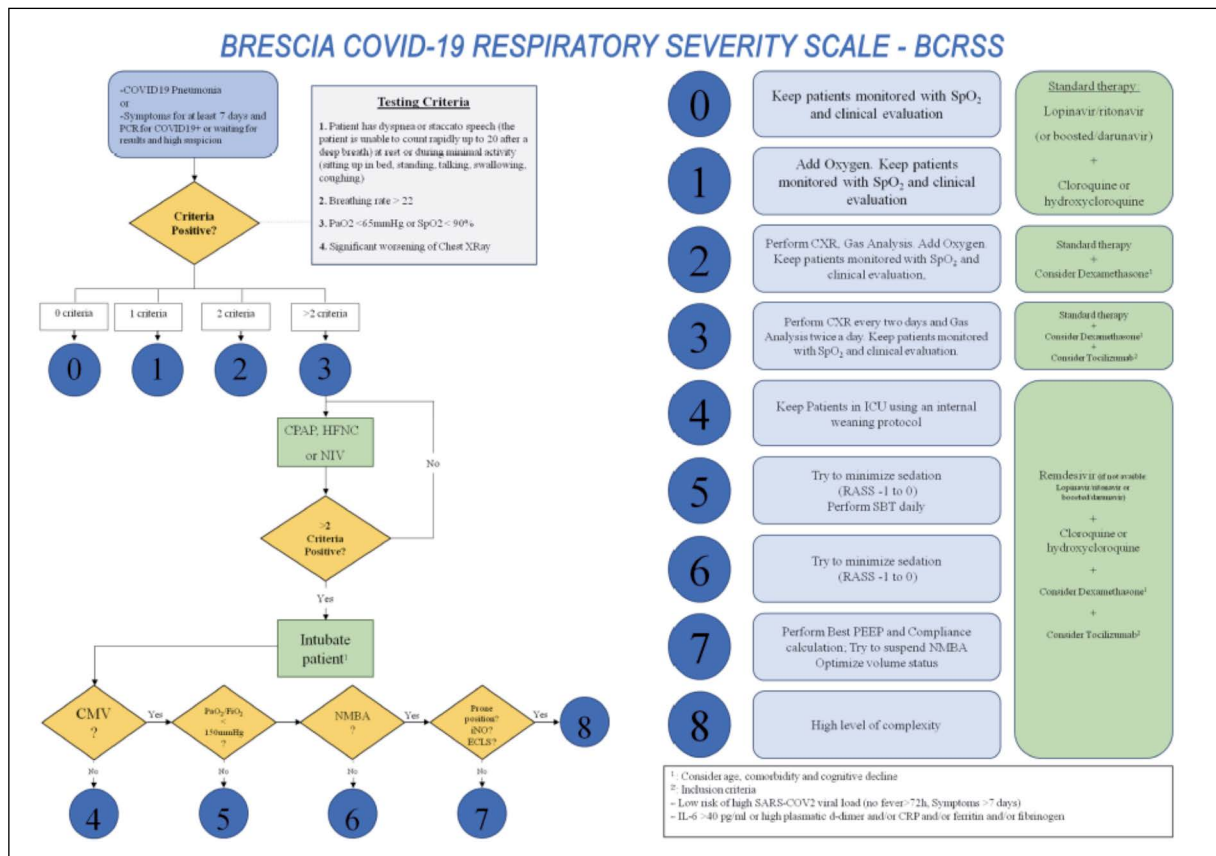 BRESCIA COVID-19 RESPIRATORY SEVERITY SCALE - BCRSS
-COVID19 Pneumonia
or
-Symptoms for at least 7 days and
PCR for COVID19+ or waiting for
results and high suspicion
Testing Criteria
1. Patient has dyspnea or staccato speech (the
patient is unable to count rapidly up to 20 after a
deep breath) at rest or during minimal activity
(sitting up in bed, standing, talking, swallowing,
coughing)
2. Breathing rate > 22
3. PaO2 <65mmHg or SpO2 < 90%
4. Significant worsening of Chest XRay
Criteria
Positive?
0 criteria
1 criteria
2 criteria
>2 criteria
0
1
2
3
CPAP, HFNC
or NIV
No
>2
Criteria
Positive?
Yes
Intubate
patient¹
CMV
?
Yes
PaO₂/FiO₂
<
150mmHg
?
NMBA
?
Yes
Prone
position?
iNO?
ECLS?
Yes
8
No
No
No
No
4
5
6
7
0
Keep patients monitored with SpO₂
and clinical evaluation
1
Add Oxygen. Keep patients
monitored with SpO₂ and clinical
evaluation
Standard therapy:
Lopinavir/ritonavir
(or boosted/darunavir)
+
Cloroquine or
hydroxycloroquine
2
Perform CXR, Gas Analysis. Add Oxygen.
Keep patients monitored with SpO₂ and
clinical evaluation,
Standard therapy
+
Consider Dexamethasone¹
3
Perform CXR every two days and Gas
Analysis twice a day. Keep patients monitored
with SpO₂ and clinical evaluation.
Standard therapy
+
Consider Dexamethasone¹
+
Consider Tocilizumab²
4
Keep Patients in ICU using an internal
weaning protocol
5
Try to minimize sedation
(RASS -1 to 0)
Perform SBT daily
6
Try to minimize sedation
(RASS -1 to 0)
7
Perform Best PEEP and Compliance
calculation; Try to suspend NMBA
Optimize volume status
8
High level of complexity
Remdesivir (if not avaible
Lopinavir/ritonavir or
boosted/darunavir)
+
Cloroquine or
hydroxycloroquine
+
Consider Dexamethasone¹
+
Consider Tocilizumab²
¹: Consider age, comorbidity and cognitive decline
²: Inclusion criteria
– Low risk of high SARS-COV2 viral load (no fever>72h, Symptoms >7 days)
– IL-6 >40 pg/ml or high plasmatic d-dimer and/or CRP and/or ferritin and/or fibrinogen